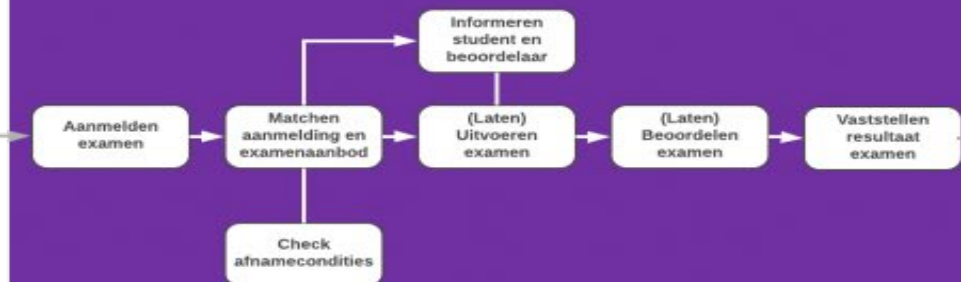 Informeren
student en
beoordelaar
Aanmelden
examen
Matchen
aanmelding en
examenaanbod
(Laten)
Uitvoeren
examen
(Laten)
Beoordelen
examen
Vaststellen
resultaat
examen
Check
afnamecondities